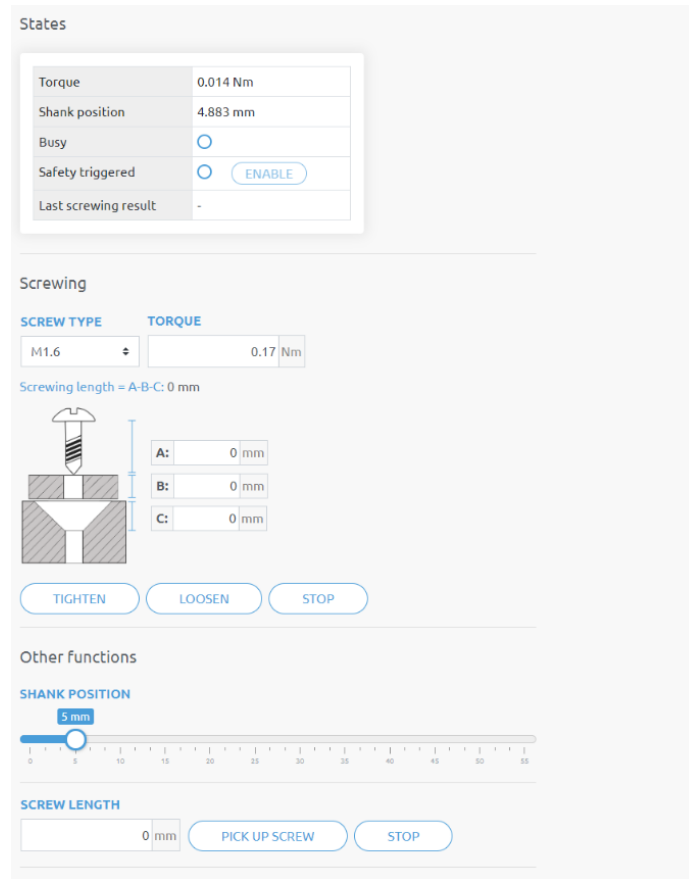 States
Torque 0.014 Nm
Shank position 4.883 mm
Busy
Safety triggered ENABLE
Last screwing result -
Screwing
SCREW TYPE TORQUE
M1.6 0.17 Nm
Screwing length = A-B-C: 0 mm
A: 0 mm
B: 0 mm
C: 0 mm
TIGHTEN LOOSEN STOP
Other functions
SHANK POSITION
5 mm
0 5 10 15 20 25 30 35 40 45 50 55
SCREW LENGTH
0 mm PICK UP SCREW STOP